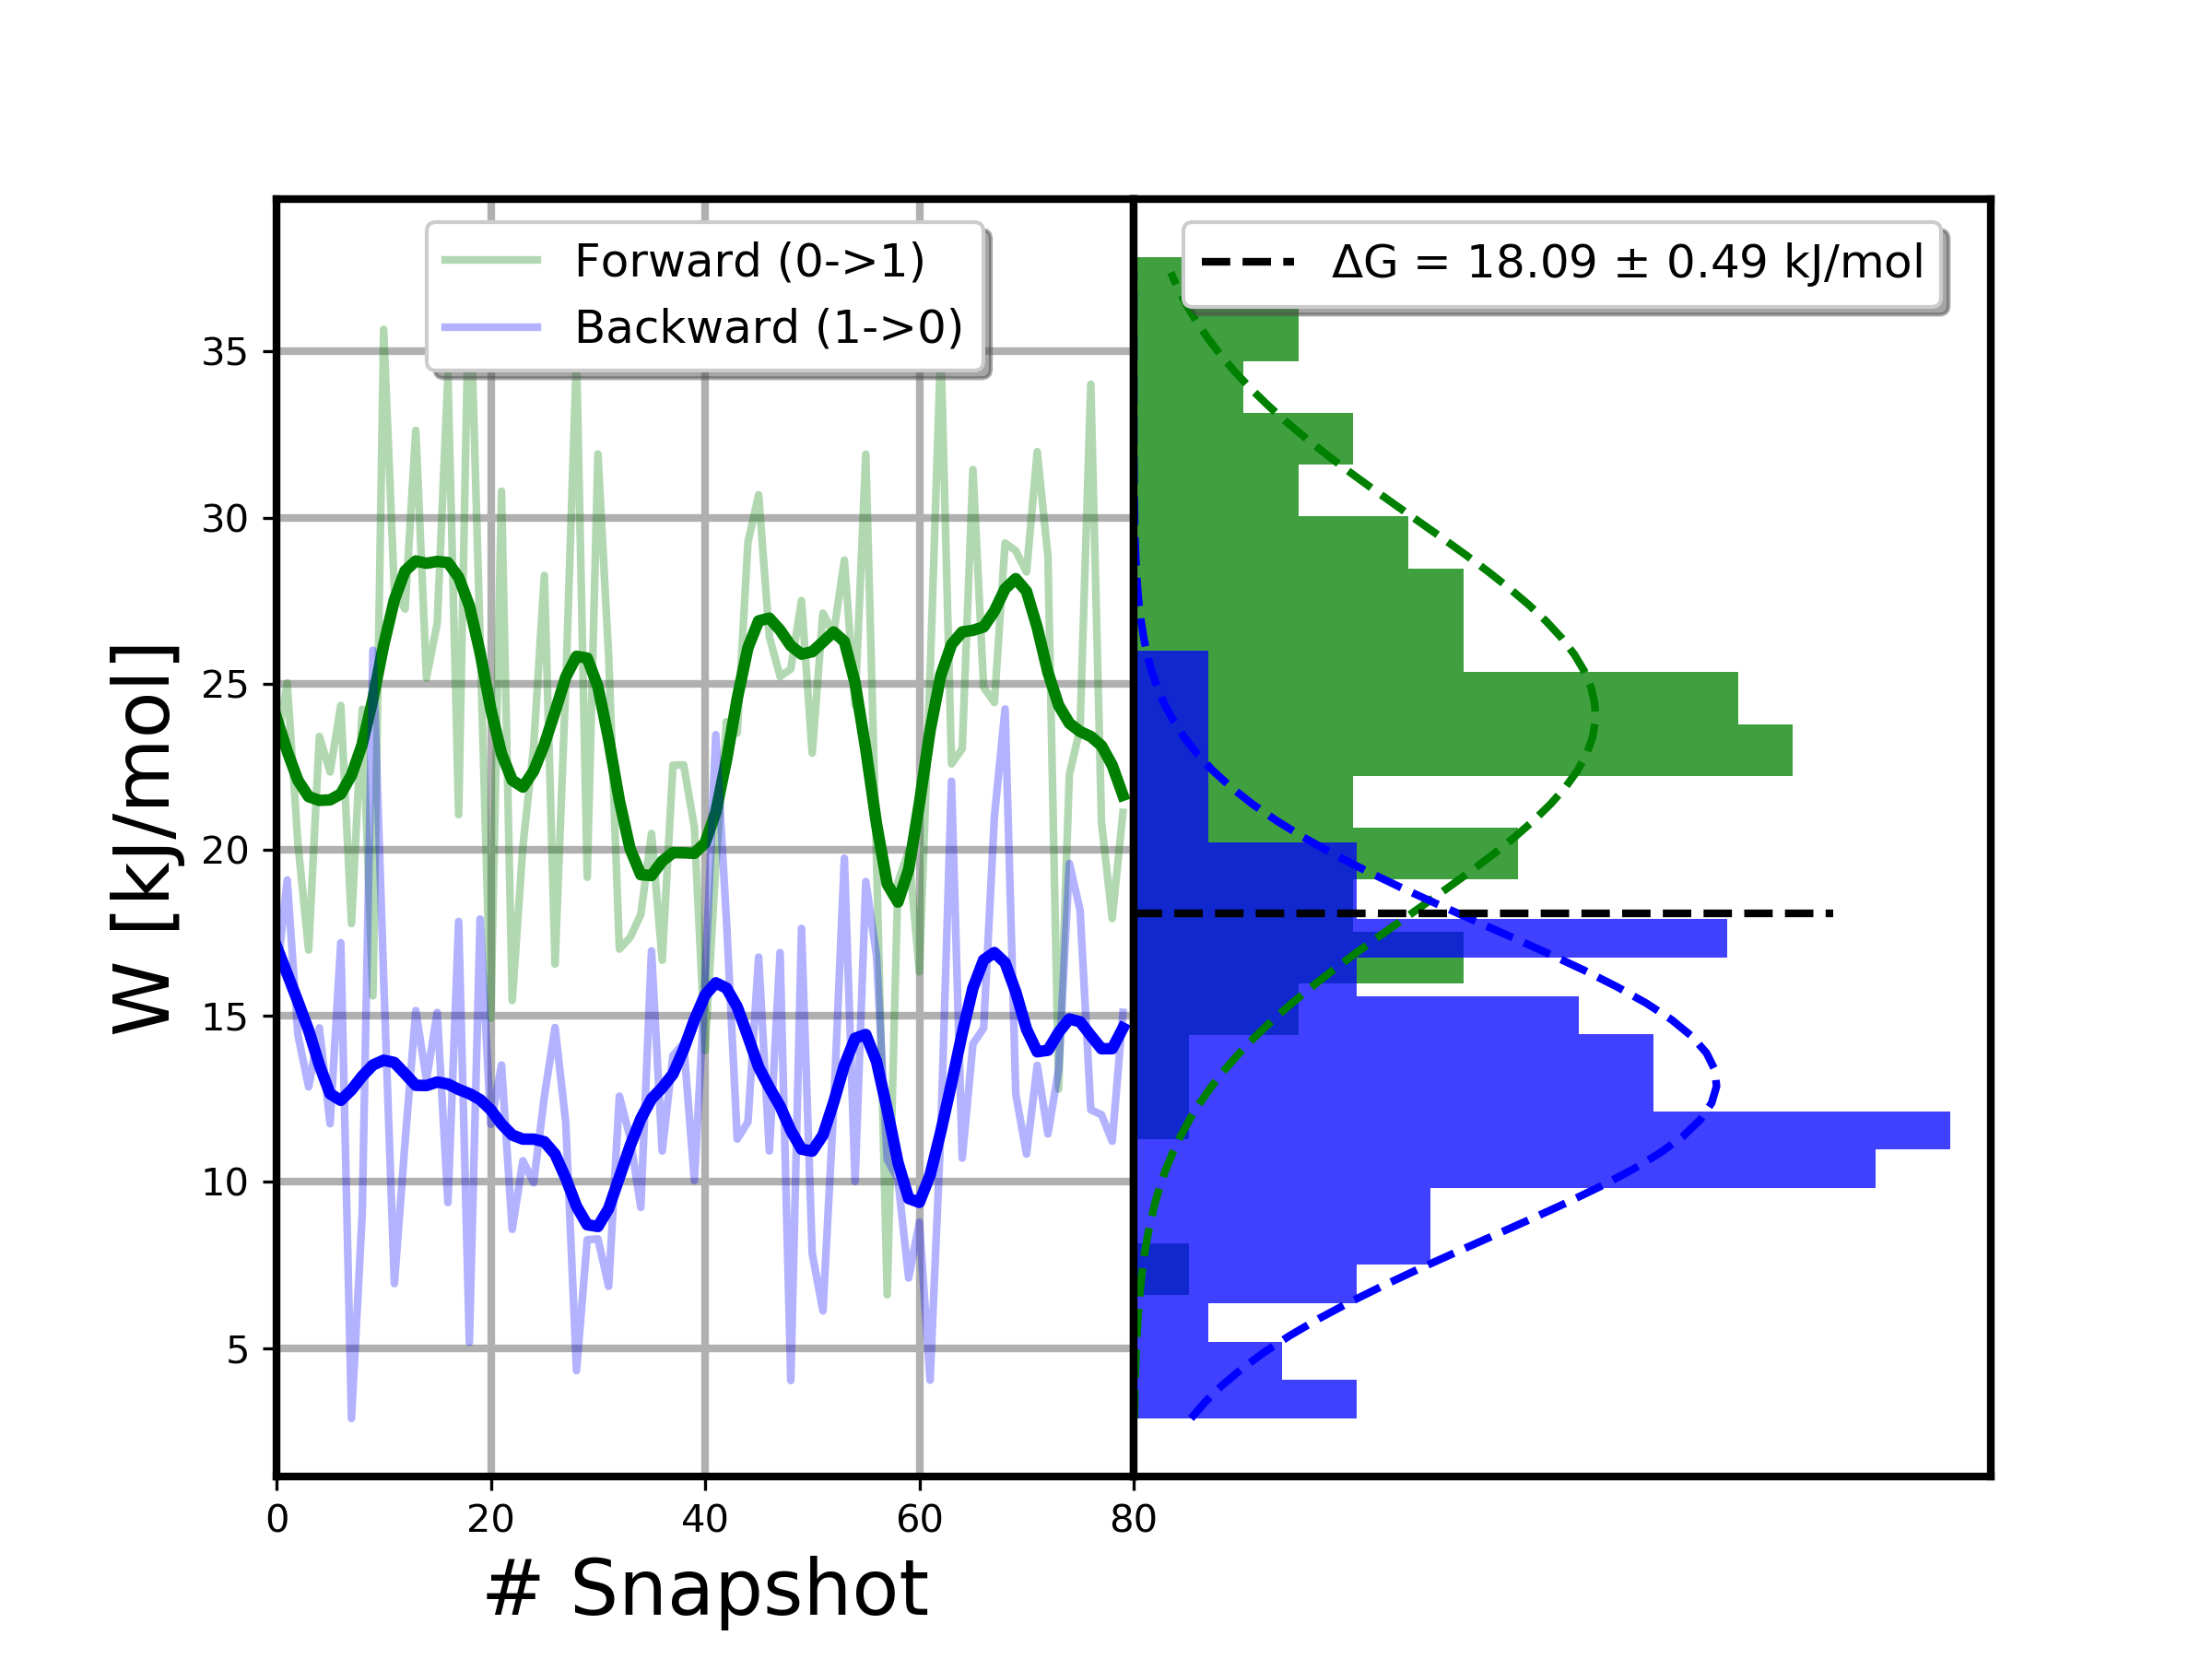 Forward (0->1)
Backward (1->0)
ΔG = 18.09 ± 0.49 kJ/mol
W [kJ/mol]
35
30
25
20
15
10
5
0 20 40 60 80
# Snapshot